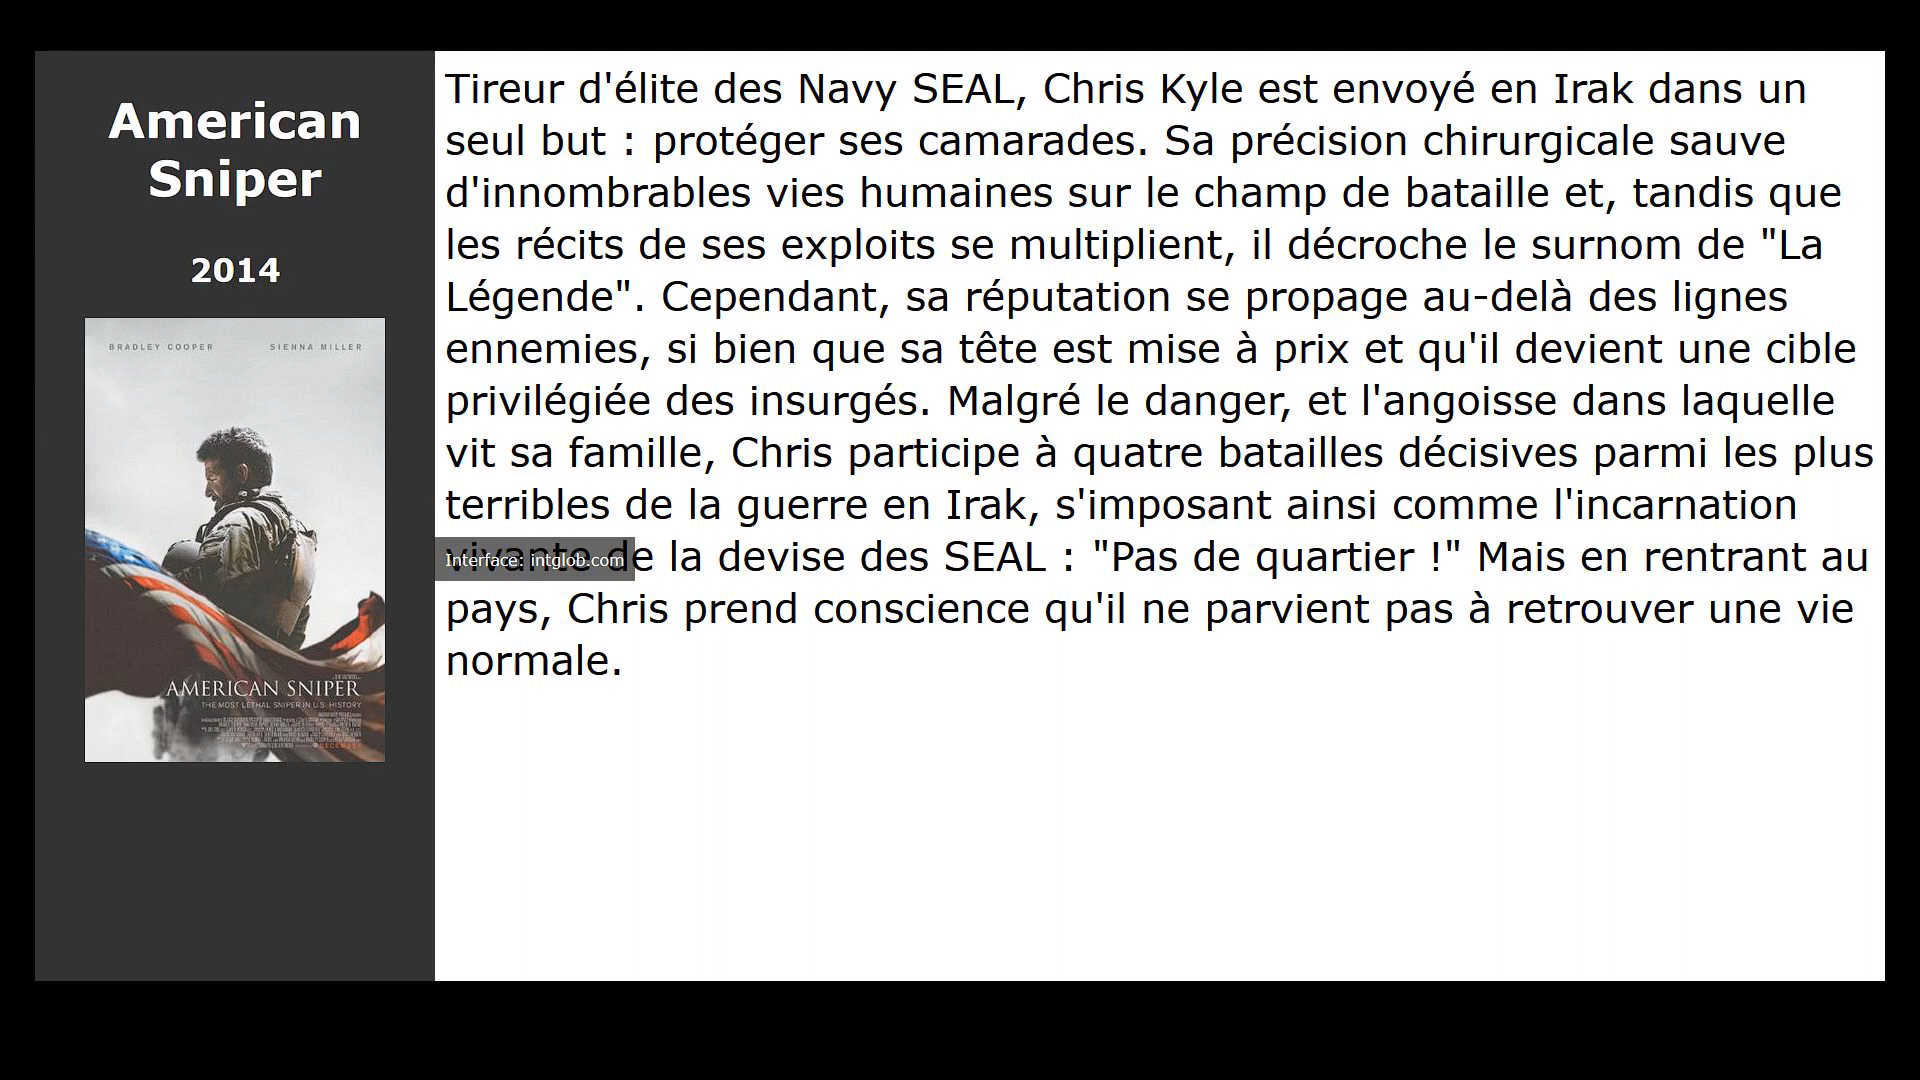 American
Sniper
2014
BRADLEY COOPER SIENNA MILLER
AMERICAN SNIPER
THE MOST LETHAL SNIPER IN U.S. HISTORY
DECEMBER
Tireur d'élite des Navy SEAL, Chris Kyle est envoyé en Irak dans un
seul but : protéger ses camarades. Sa précision chirurgicale sauve
d'innombrables vies humaines sur le champ de bataille et, tandis que
les récits de ses exploits se multiplient, il décroche le surnom de "La
Légende". Cependant, sa réputation se propage au-delà des lignes
ennemies, si bien que sa tête est mise à prix et qu'il devient une cible
privilégiée des insurgés. Malgré le danger, et l'angoisse dans laquelle
vit sa famille, Chris participe à quatre batailles décisives parmi les plus
terribles de la guerre en Irak, s'imposant ainsi comme l'incarnation
vivante de la devise des SEAL : "Pas de quartier !" Mais en rentrant au
Interface: intglob.com
pays, Chris prend conscience qu'il ne parvient pas à retrouver une vie
normale.